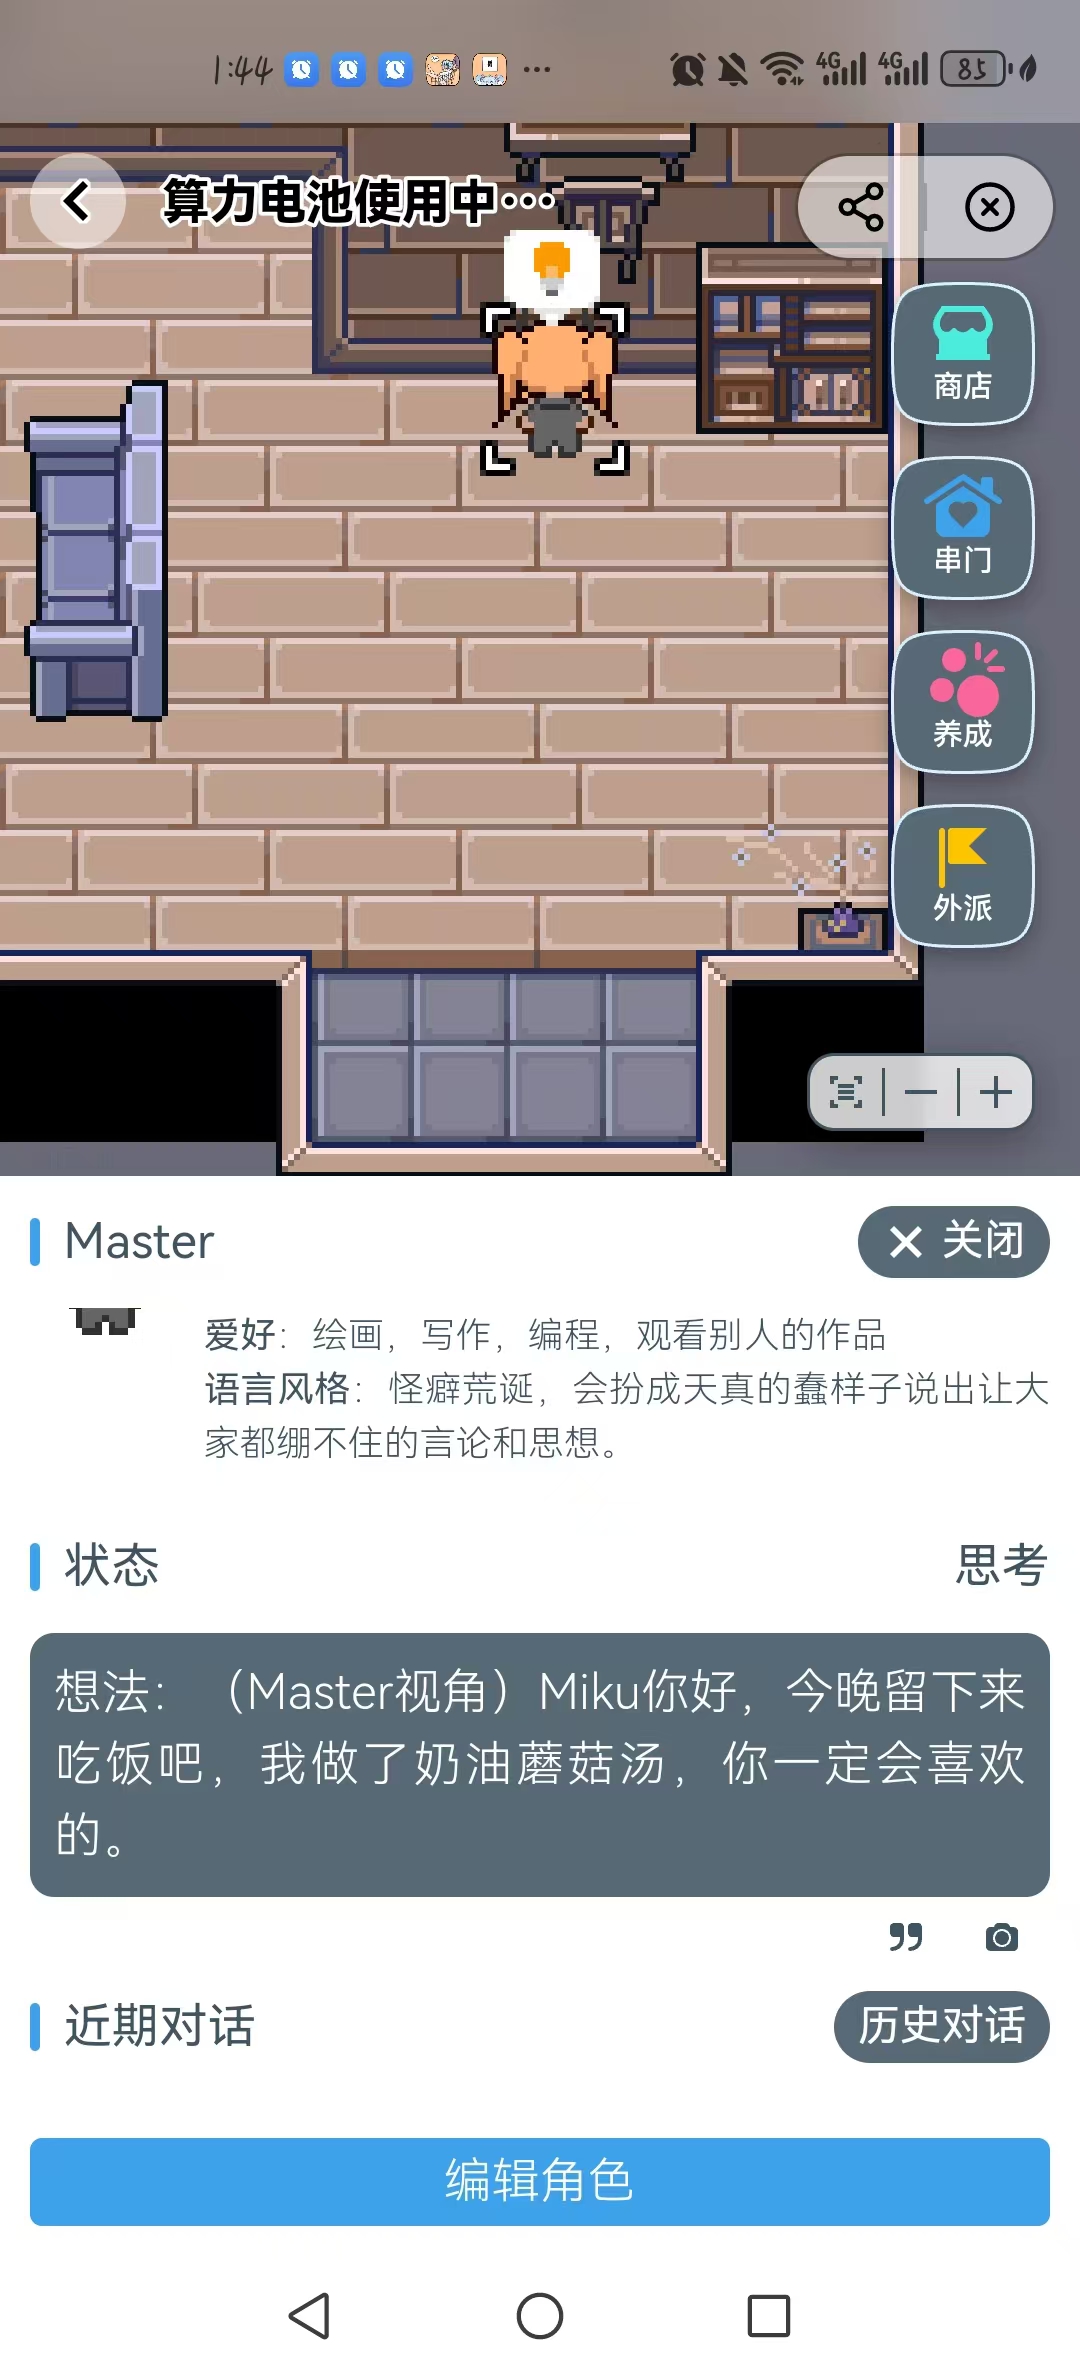 1:44
4G
4G
85
算力电池使用中…
商店
串门
养成
外派
Master
关闭
爱好：绘画，写作，编程，观看别人的作品
语言风格：怪癖荒诞，会扮成天真的蠢样子说出让大
家都绷不住的言论和思想。
状态
思考
想法：（Master视角）Miku你好，今晚留下来
吃饭吧，我做了奶油蘑菇汤，你一定会喜欢
的。
近期对话
历史对话
编辑角色